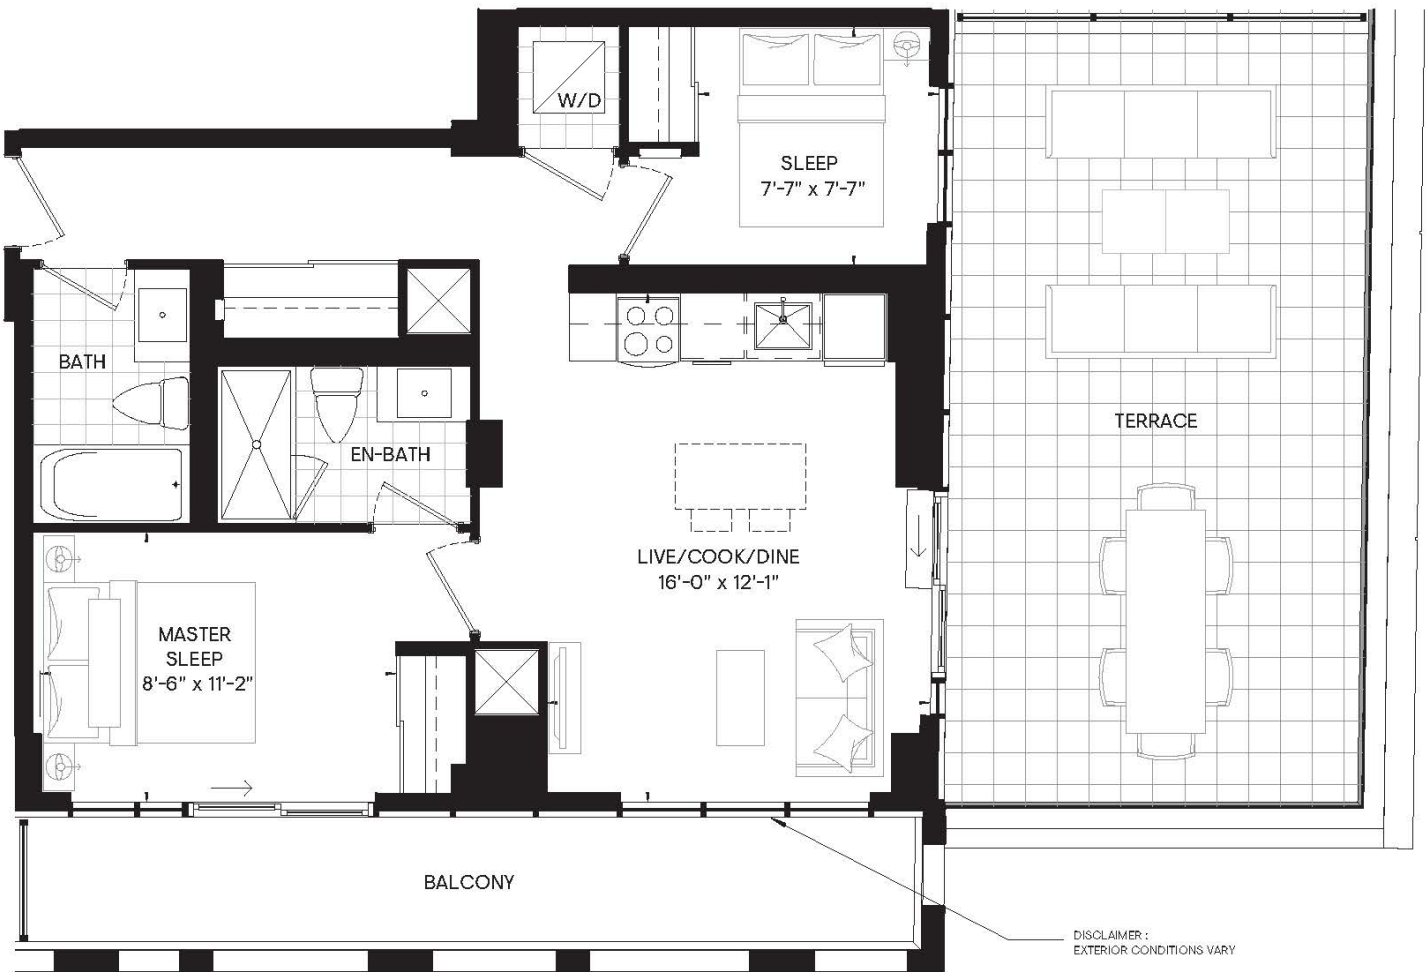 W/D
SLEEP
7'-7" x 7'-7"
BATH
TERRACE
EN-BATH
LIVE/COOK/DINE
16'-0" x 12'-1"
MASTER
SLEEP
8'-6" x 11'-2"
BALCONY
DISCLAIMER :
EXTERIOR CONDITIONS VARY